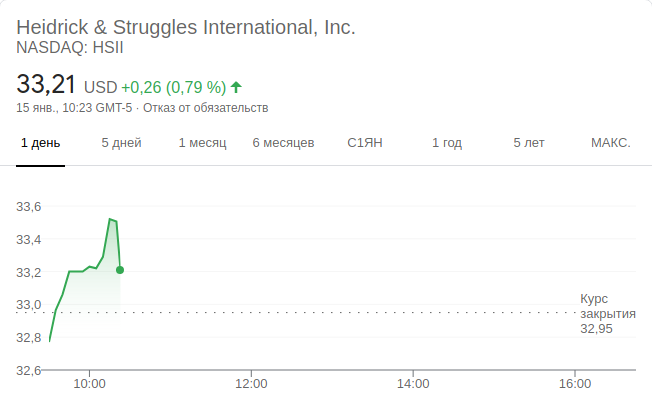 Heidrick & Struggles International, Inc.
NASDAQ: HSII
33,21 USD +0,26 (0,79 %)
15 янв., 10:23 GMT-5 · Отказ от обязательств
1 день 5 дней 1 месяц 6 месяцев С1ЯН 1 год 5 лет МАКС.
33,6
33,4
33,2
33,0
32,8
32,6
Курс
закрытия
32,95
10:00 12:00 14:00 16:00